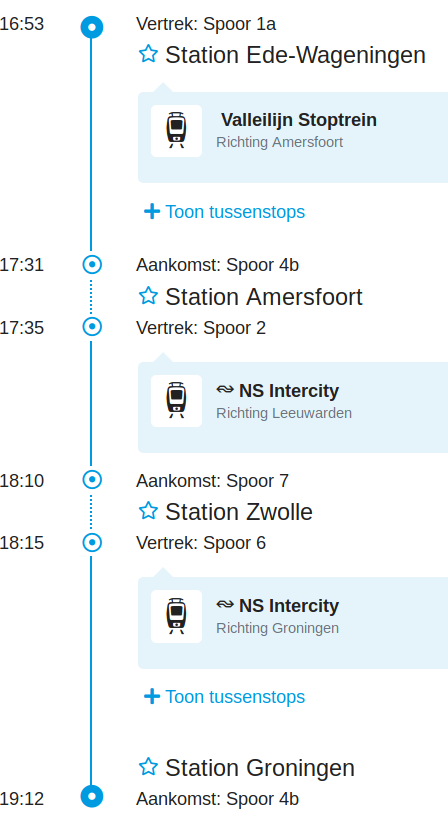 16:53 Vertrek: Spoor 1a
Station Ede-Wageningen
Valleilijn Stoptrein
Richting Amersfoort
Toon tussenstops
17:31 Aankomst: Spoor 4b
Station Amersfoort
17:35 Vertrek: Spoor 2
NS Intercity
Richting Leeuwarden
18:10 Aankomst: Spoor 7
Station Zwolle
18:15 Vertrek: Spoor 6
NS Intercity
Richting Groningen
Toon tussenstops
Station Groningen
19:12 Aankomst: Spoor 4b